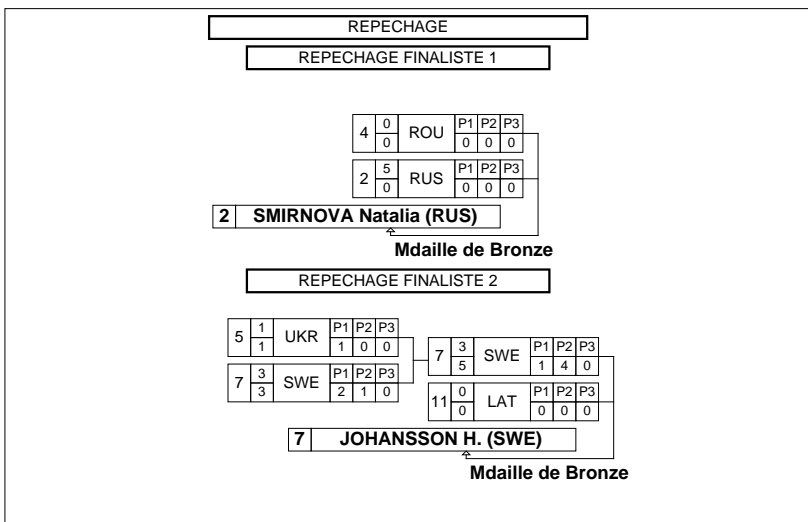 REPECHAGE
REPECHAGE FINALISTE 1
4 0 ROU P1 P2 P3
0 0 0 0
2 5 RUS P1 P2 P3
0 0 0 0
2 SMIRNOVA Natalia (RUS)
Mdaille de Bronze
REPECHAGE FINALISTE 2
5 1 UKR P1 P2 P3
1 1 0 0
7 3 SWE P1 P2 P3
3 2 1 0
7 3 SWE P1 P2 P3
5 1 4 0
11 0 LAT P1 P2 P3
0 0 0 0
7 JOHANSSON H. (SWE)
Mdaille de Bronze